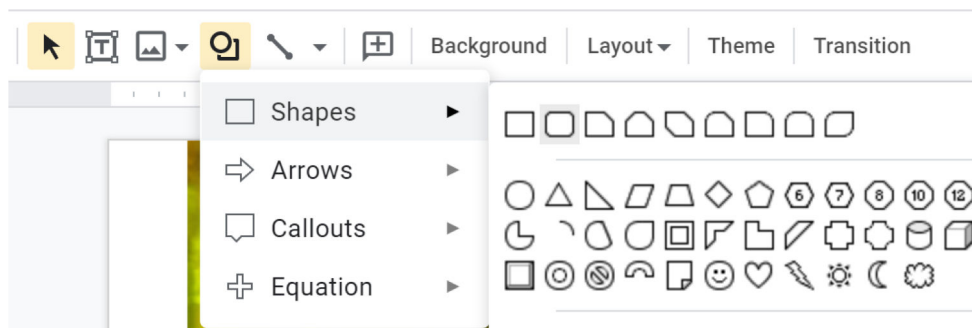 Background Layout Theme Transition
Shapes
Arrows
Callouts
Equation
6 7 8 10 12